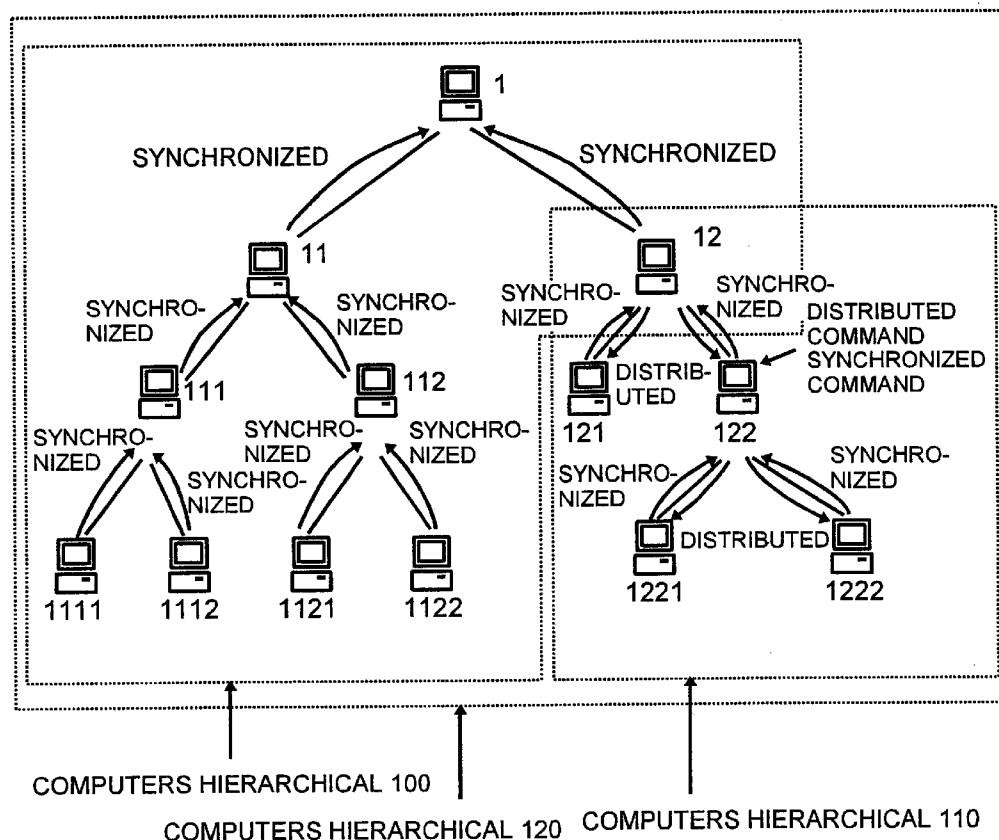 1
SYNCHRONIZED
SYNCHRONIZED
11
12
SYNCHRO-
NIZED
SYNCHRO-
NIZED
SYNCHRO-
NIZED
SYNCHRO-
NIZED
DISTRIBUTED
COMMAND
SYNCHRONIZED
COMMAND
111
112
DISTRIB-
UTED
121
122
SYNCHRO-
NIZED
SYNCHRO-
NIZED
SYNCHRO-
NIZED
SYNCHRO-
NIZED
SYNCHRO-
NIZED
SYNCHRO-
NIZED
DISTRIBUTED
1111
1112
1121
1122
1221
1222
COMPUTERS HIERARCHICAL 100
COMPUTERS HIERARCHICAL 120
COMPUTERS HIERARCHICAL 110